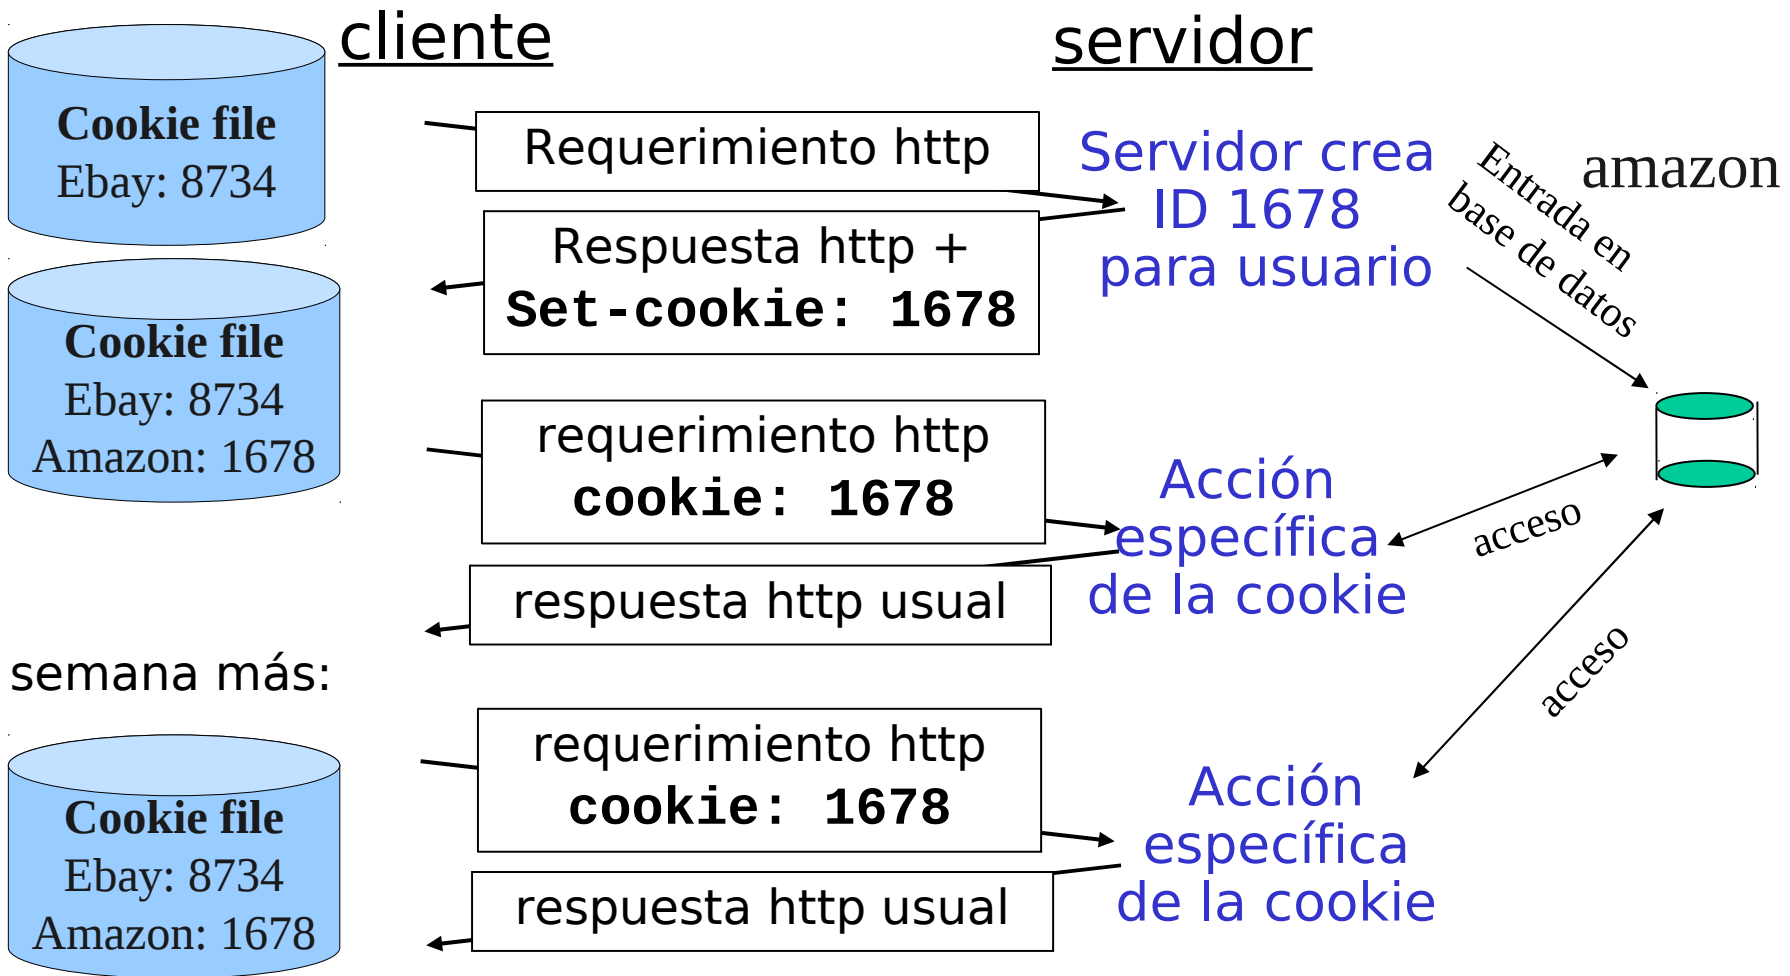 cliente
servidor
Cookie file
Ebay: 8734
Requerimiento http
Servidor crea
ID 1678
para usuario
Entrada en
base de datos
amazon
Respuesta http +
Set-cookie: 1678
Cookie file
Ebay: 8734
Amazon: 1678
requerimiento http
cookie: 1678
Acción
específica
de la cookie
acceso
respuesta http usual
semana más:
acceso
Cookie file
Ebay: 8734
Amazon: 1678
requerimiento http
cookie: 1678
Acción
específica
de la cookie
respuesta http usual